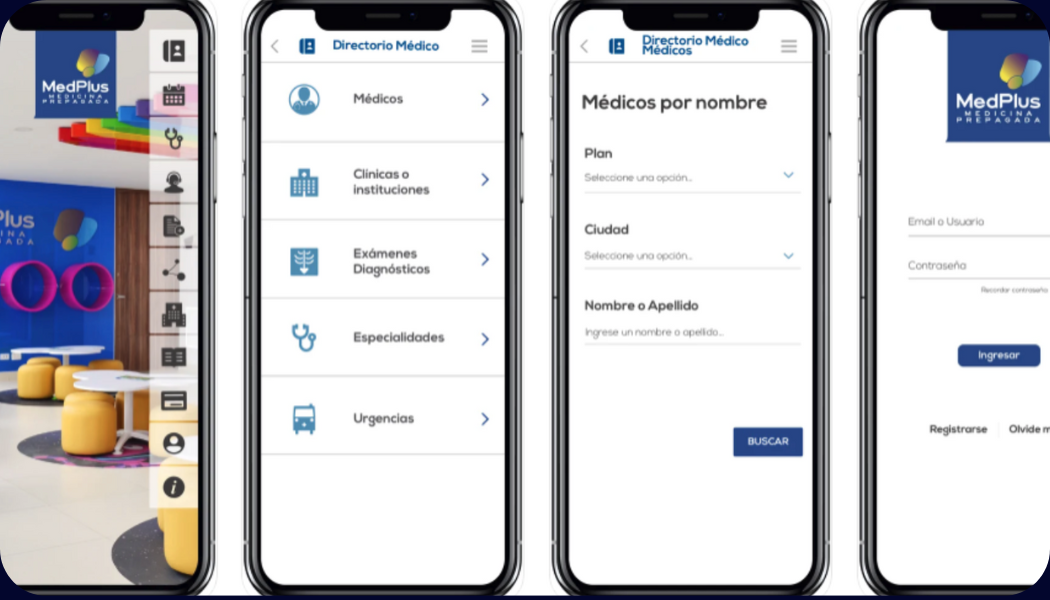 MedPlus
MEDICINA
PREPAGADA
Plus
INA
GADA
Directorio Médico
Médicos
Clínicas o
instituciones
Exámenes
Diagnósticos
Especialidades
Urgencias
Directorio Médico
Médicos
Médicos por nombre
Plan
Seleccione una opción..
Ciudad
Seleccione una opción..
Nombre o Apellido
Ingrese un nombre o apellido..
BUSCAR
MedPlus
MEDICINA
PREPAGADA
Email o Usuario
Contraseña
Recordar contraseña
Ingresar
Registrarse
Olvide m